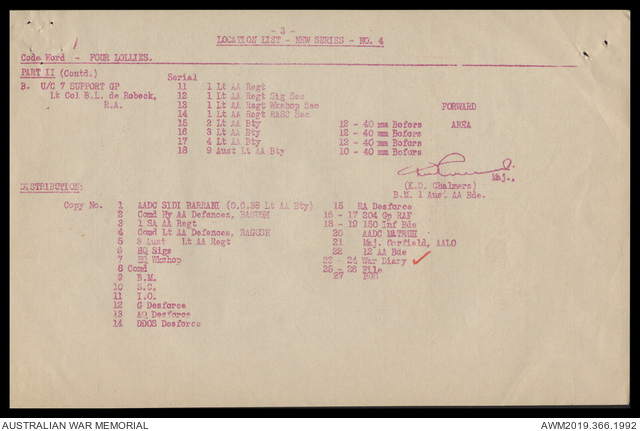 - 3 -
LOCATION LIST - NEW SERIES - NO. 4
Code Word - FOUR LOLLIES.
PART II (Contd.)
Serial
B. U/C 7 SUPPORT GP 11 1 Lt AA Regt
Lt Col B.L. de Robeck, 12 1 Lt AA Regt Sig Sec
R.A. 13 1 Lt AA Regt Wkshop Sec FORWARD
14 1 Lt AA Regt RASC Sec
15 2 Lt AA Bty 12 - 40 mm Bofors AREA
16 3 Lt AA Bty 12 - 40 mm Bofors
17 4 Lt AA Bty 12 - 40 mm Bofors
18 9 Aust Lt AA Bty 10 - 40 mm Bofors
Maj.,
(K.D. Chalmers)
B.M. 1 Aust. AA Bde.
DISTRIBUTION:
Copy No. 1 AADC SIDI BARRANI (O.C.38 Lt AA Bty) 15 RA Desforce
2 Comd Hy AA Defences, BAGUSH 16 - 17 204 Gp RAF
3 1 SA AA Regt 18 - 19 150 Inf Bde
4 Comd Lt AA Defences, BAGUSH 20 AADC MATRUH
5 3 Aust Lt AA Regt 21 Maj. Corfield, AALO
6 HQ Sigs 22 12 AA Bde
7 HQ Wkshop 23 - 24 War Diary ✓
8 Comd 25 - 26 File
9 B.M. 27
10 S.C.
11 I.O.
12 G Desforce
13 AQ Desforce
14 DDOS Desforce
AUSTRALIAN WAR MEMORIAL AWM2019.366.1992